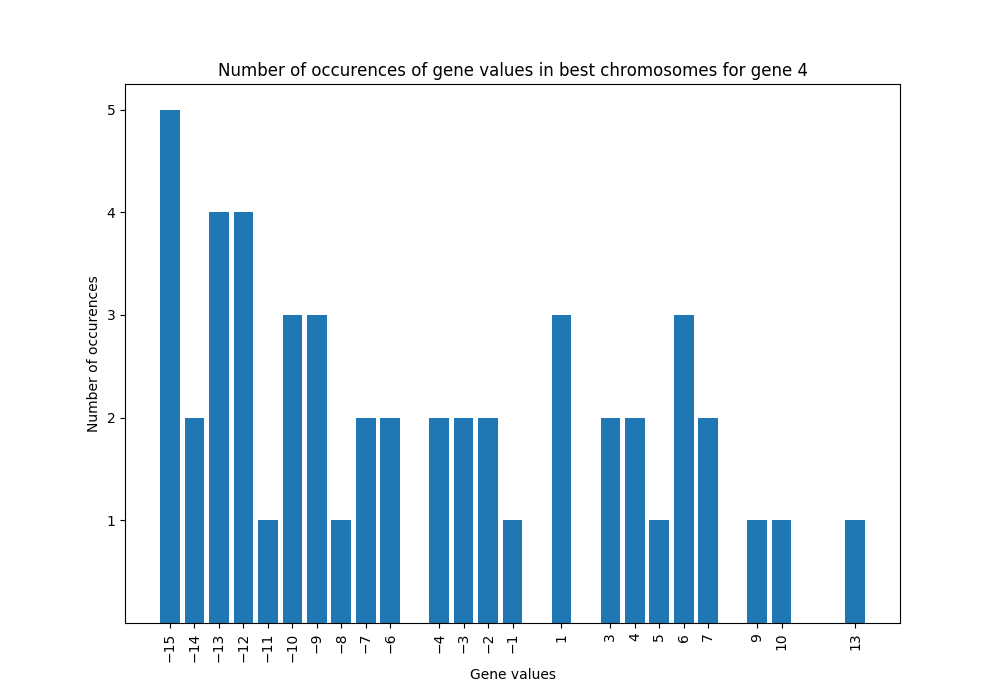 Number of occurences of gene values in best chromosomes for gene 4
Number of occurences
5
4
3
2
1
−15 −14 −13 −12 −11 −10 −9 −8 −7 −6 −4 −3 −2 −1 1 3 4 5 6 7 9 10 13
Gene values